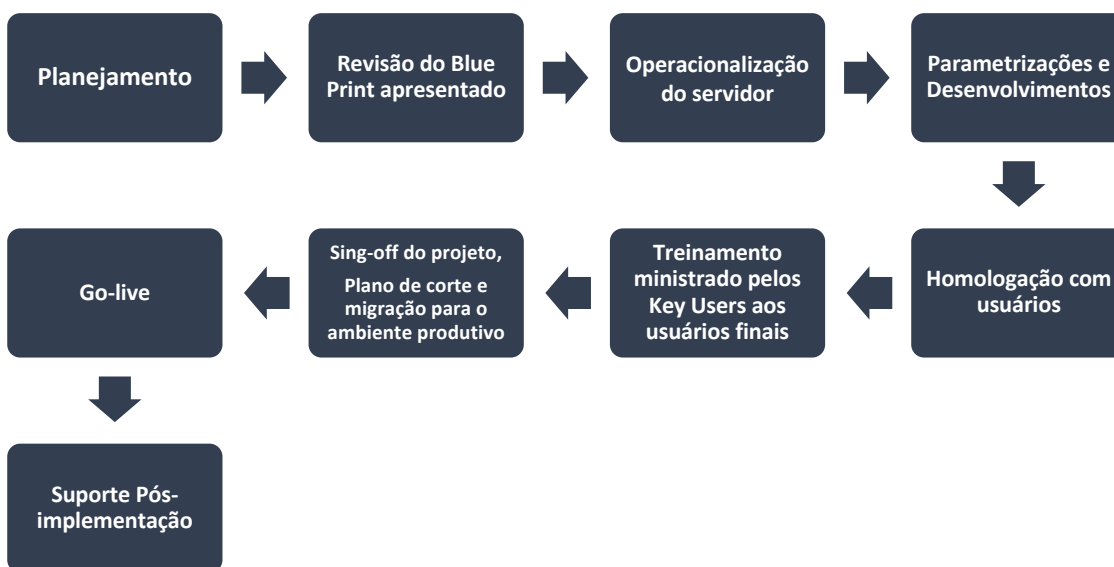 Planejamento
Revisão do Blue
Print apresentado
Operacionalização
do servidor
Parametrizações e
Desenvolvimentos
Homologação com
usuários
Treinamento
ministrado pelos
Key Users aos
usuários finais
Sing-off do projeto,
Plano de corte e
migração para o
ambiente produtivo
Go-live
Suporte Pós-
implementação